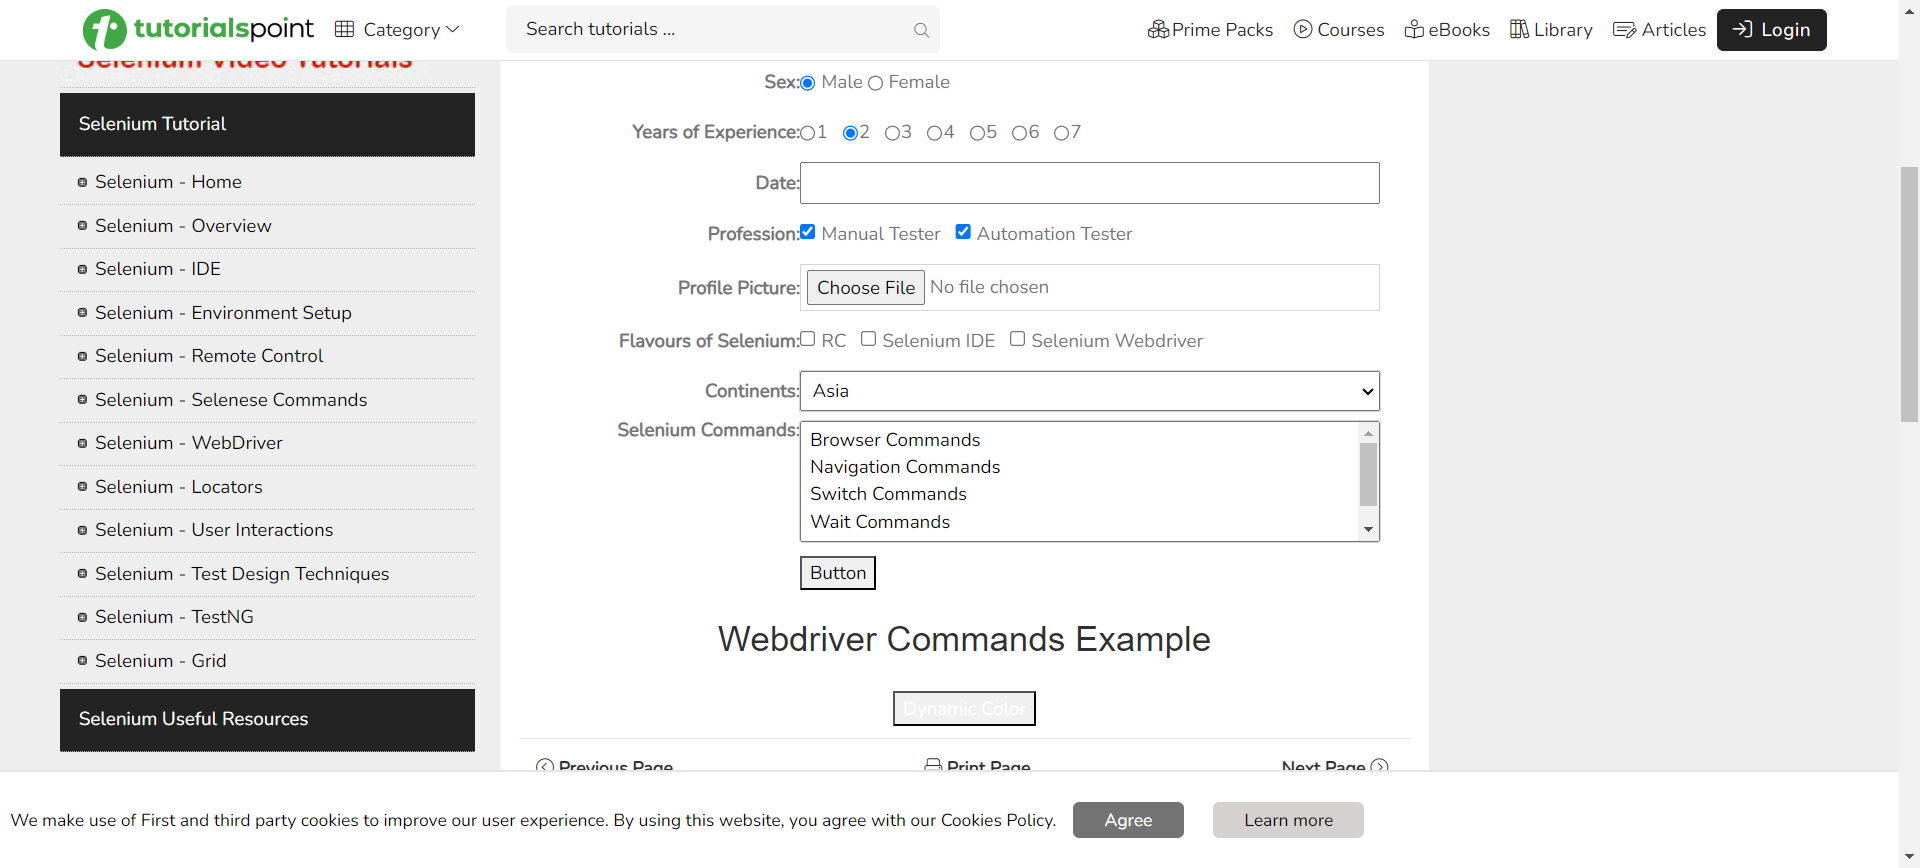 tutorialspoint
Category
Search tutorials ...
Prime Packs
Courses
eBooks
Library
Articles
Login
Selenium Video Tutorials
Selenium Tutorial
Selenium - Home
Selenium - Overview
Selenium - IDE
Selenium - Environment Setup
Selenium - Remote Control
Selenium - Selenese Commands
Selenium - WebDriver
Selenium - Locators
Selenium - User Interactions
Selenium - Test Design Techniques
Selenium - TestNG
Selenium - Grid
Selenium Useful Resources
Sex: Male Female
Years of Experience: 1 2 3 4 5 6 7
Date:
Profession: Manual Tester Automation Tester
Profile Picture: Choose File No file chosen
Flavours of Selenium: RC Selenium IDE Selenium Webdriver
Continents: Asia
Selenium Commands: Browser Commands
Navigation Commands
Switch Commands
Wait Commands
Button
Webdriver Commands Example
Dynamic Color
Previous Page Print Page Next Page
We make use of First and third party cookies to improve our user experience. By using this website, you agree with our Cookies Policy. Agree Learn more